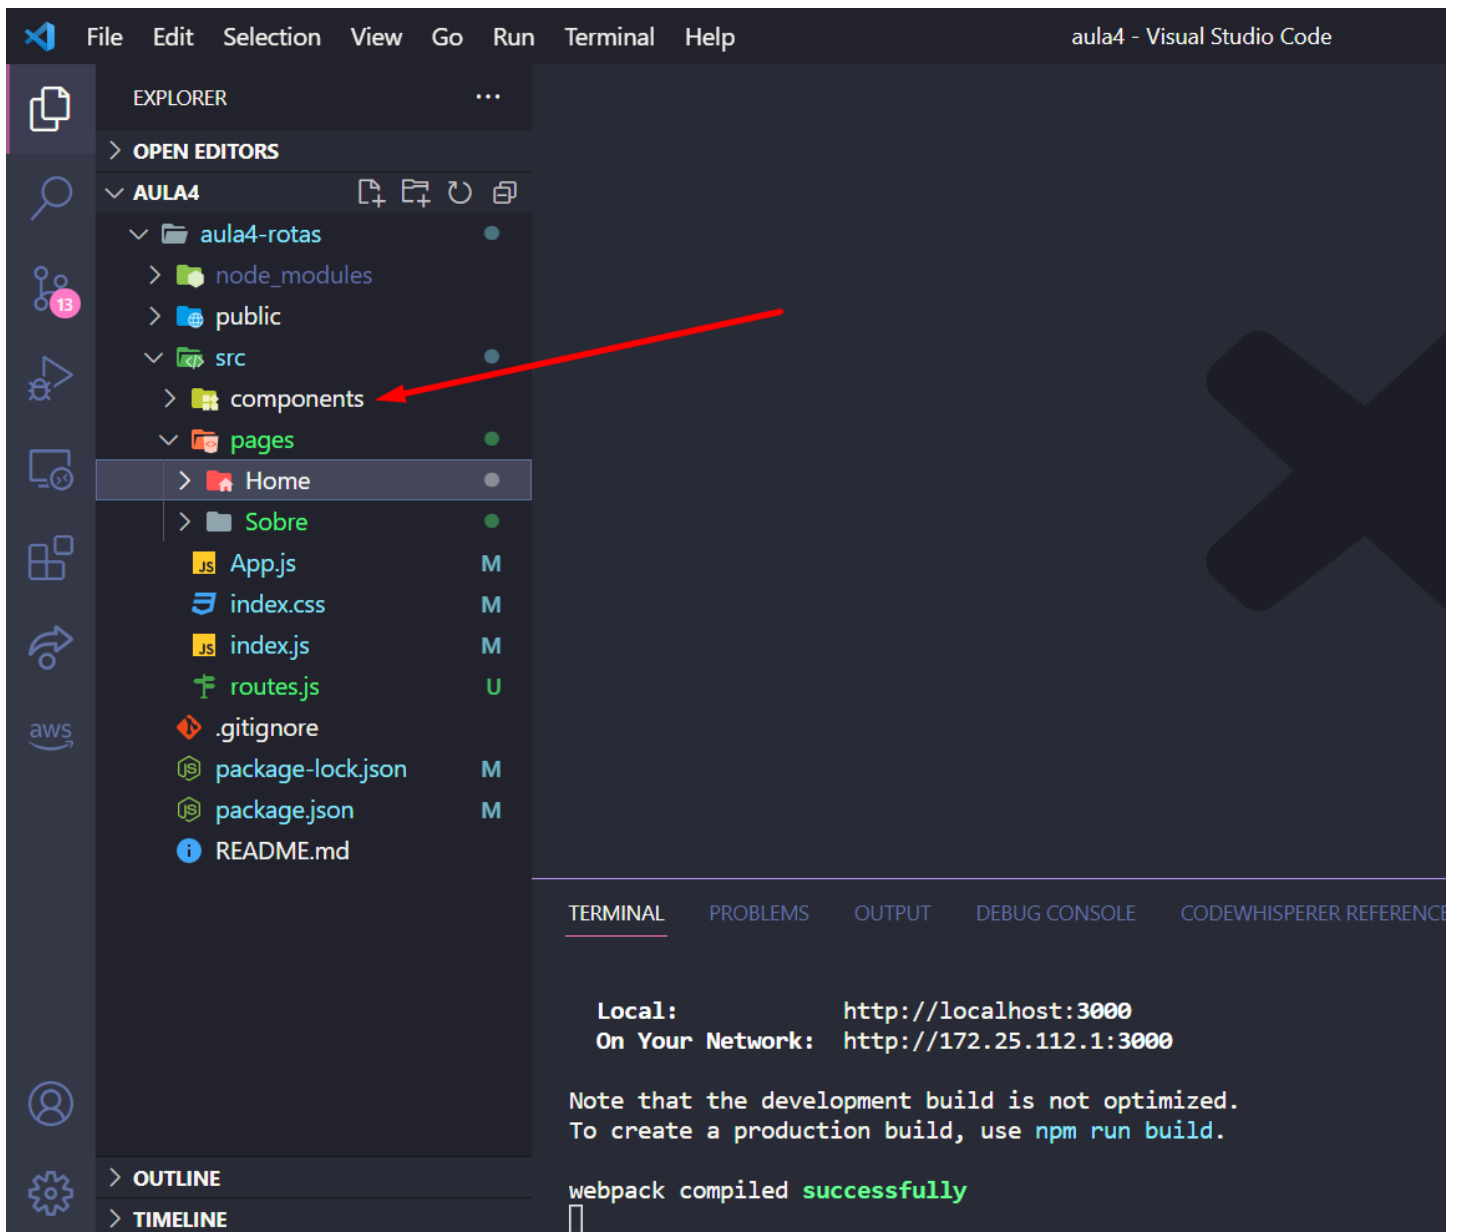 File Edit Selection View Go Run Terminal Help aula4 - Visual Studio Code
EXPLORER ...
OPEN EDITORS
AULA4
aula4-rotas
node_modules
public
src
components
pages
Home
Sobre
App.js M
index.css M
index.js M
routes.js U
.gitignore
package-lock.json M
package.json M
README.md
13
aws
OUTLINE
TIMELINE
TERMINAL PROBLEMS OUTPUT DEBUG CONSOLE CODEWHISPERER REFERENCE
Local: http://localhost:3000
On Your Network: http://172.25.112.1:3000
Note that the development build is not optimized.
To create a production build, use npm run build.
webpack compiled successfully